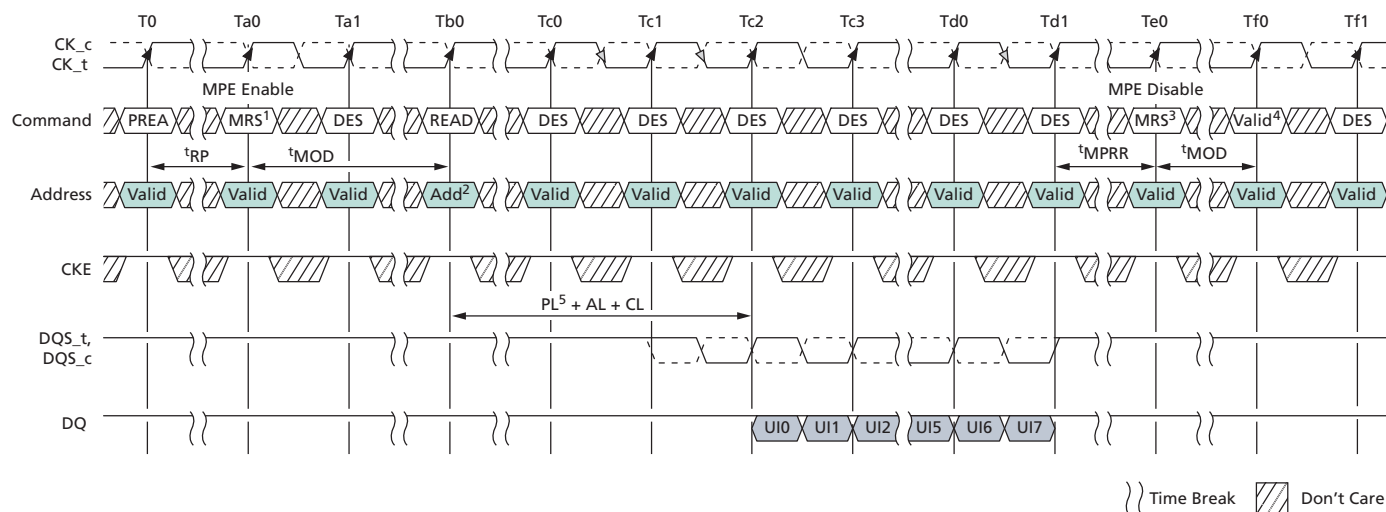 T0 Ta0 Ta1 Tb0 Tc0 Tc1 Tc2 Tc3 Td0 Td1 Te0 Tf0 Tf1
CK_c
CK_t
MPE Enable MPE Disable
Command PREA MRS¹ DES READ DES DES DES DES DES DES MRS³ Valid⁴ DES
tRP tMOD tMPRR tMOD
Address Valid Valid Valid Add² Valid Valid Valid Valid Valid Valid Valid Valid Valid
CKE
PL⁵ + AL + CL
DQS_t,
DQS_c
DQ UI0 UI1 UI2 UI5 UI6 UI7
Time Break Don't Care